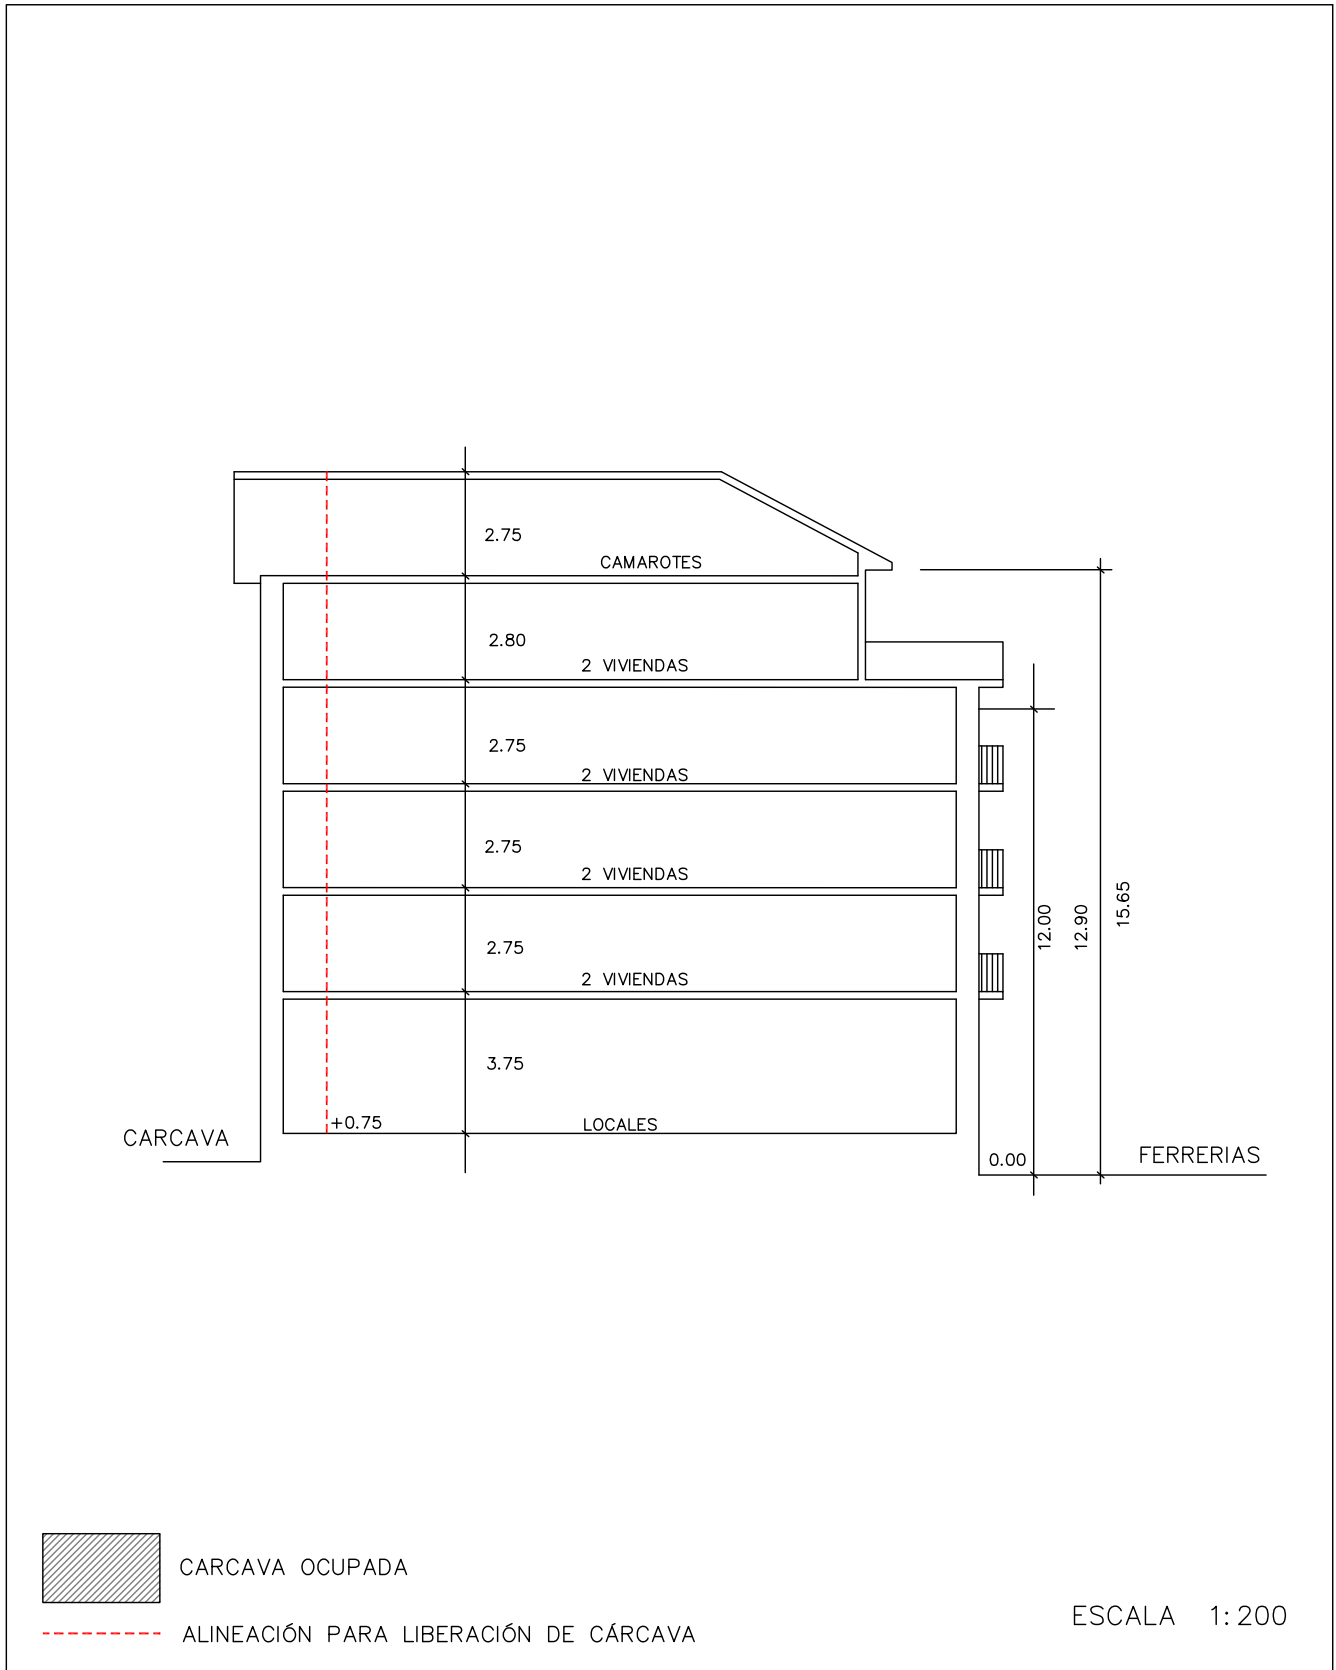 2.75
CAMAROTES
2.80
2 VIVIENDAS
2.75
2 VIVIENDAS
2.75
2 VIVIENDAS
2.75
2 VIVIENDAS
3.75
+0.75
LOCALES
CARCAVA
0.00
FERRERIAS
12.00
12.90
15.65
CARCAVA OCUPADA
ALINEACIÓN PARA LIBERACIÓN DE CÁRCAVA
ESCALA 1:200